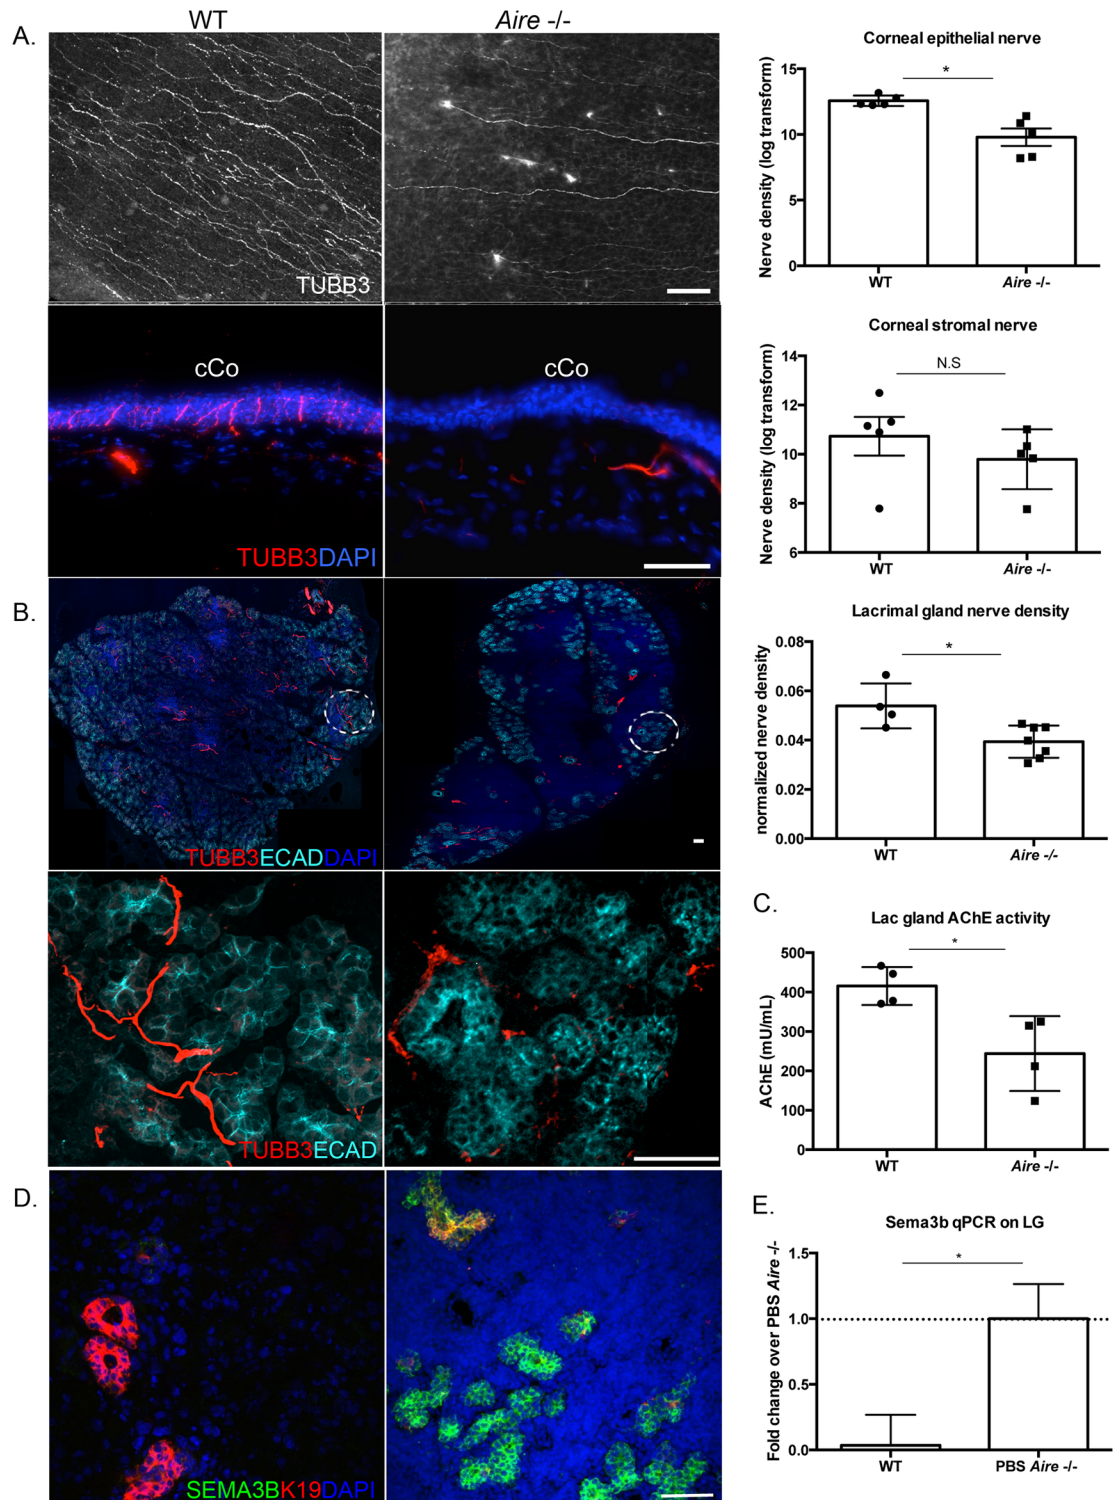 WT
Aire -/-
A.
TUBB3
cCo
cCo
TUBB3DAPI
Corneal epithelial nerve
Nerve density (log transform)
15
10
5
0
*
WT
Aire -/-
Corneal stromal nerve
Nerve density (log transform)
14
12
10
8
6
N.S
WT
Aire -/-
B.
TUBB3ECADDAPI
TUBB3ECAD
Lacrimal gland nerve density
normalized nerve density
0.08
0.06
0.04
0.02
0.00
*
WT
Aire -/-
C.
Lac gland AChE activity
AChE (mU/mL)
500
400
300
200
100
0
*
WT
Aire -/-
D.
SEMA3BK19DAPI
E.
Sema3b qPCR on LG
Fold change over PBS Aire -/-
1.5
1.0
0.5
0.0
*
WT
PBS Aire -/-